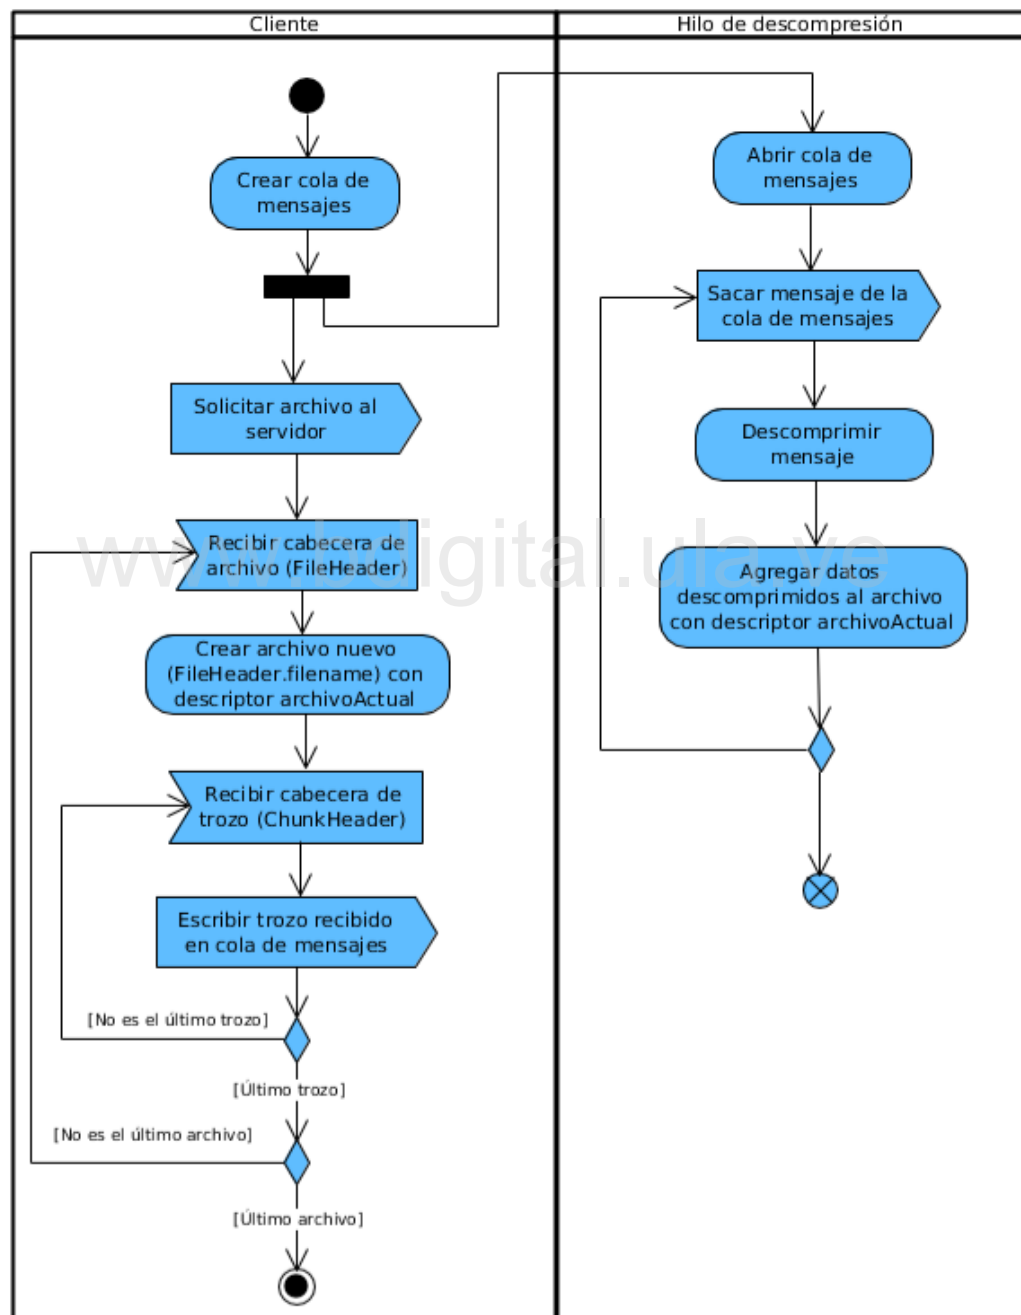 Cliente
Hilo de descompresión
Crear cola de
mensajes
Solicitar archivo al
servidor
Recibir cabecera de
archivo (FileHeader)
Crear archivo nuevo
(FileHeader.filename) con
descriptor archivoActual
Recibir cabecera de
trozo (ChunkHeader)
Escribir trozo recibido
en cola de mensajes
[No es el último trozo]
[Último trozo]
[No es el último archivo]
[Último archivo]
Abrir cola de
mensajes
Sacar mensaje de la
cola de mensajes
Descomprimir
mensaje
Agregar datos
descomprimidos al archivo
con descriptor archivoActual
www.bdigital.ula.ve